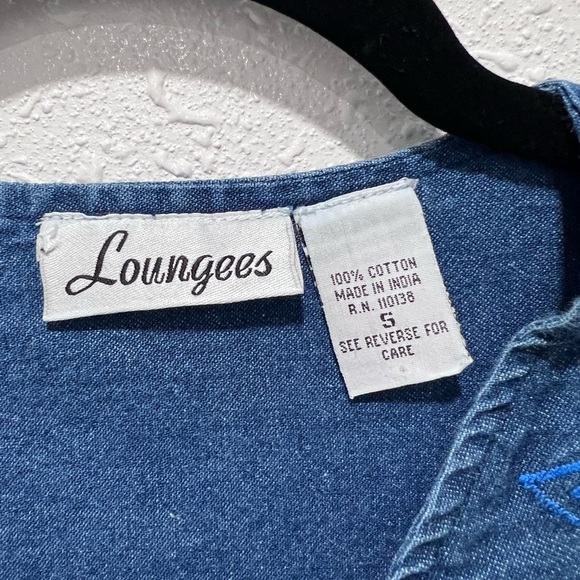 Loungees
100% COTTON
MADE IN INDIA
R.N. 110138
S
SEE REVERSE FOR
CARE